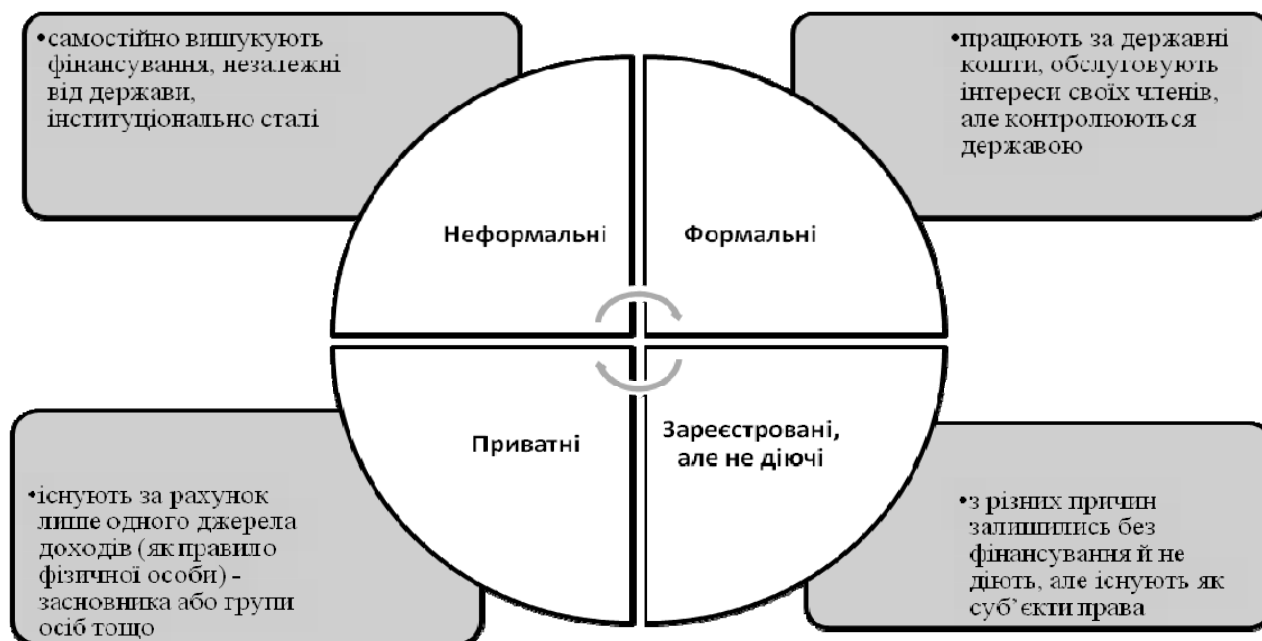 •самостійно вишукують
фінансування, незалежні
від держави,
інституціонально сталі
•працюють за державні
кошти, обслуговують
інтереси своїх членів,
але контролюються
державою
Неформальні
Формальні
Приватні
Зареєстровані,
але не діючі
•існують за рахунок
лише одного джерела
доходів (як правило
фізичної особи) -
засновника або групи
осіб тощо
•з різних причин
залишились без
фінансування й не
діють, але існують як
суб’єкти права